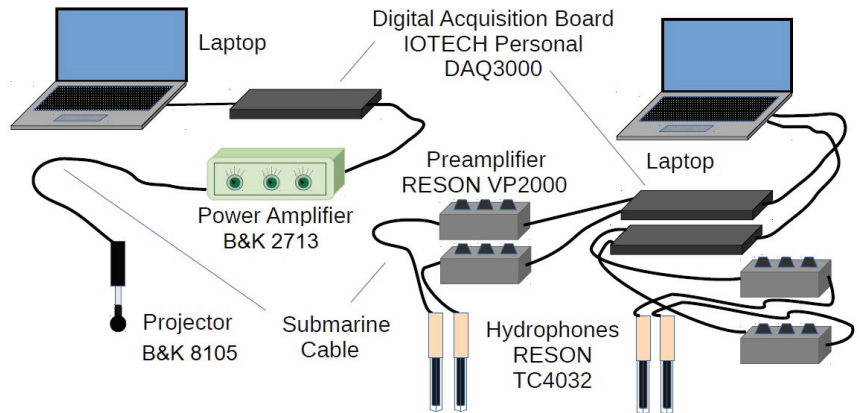 Laptop
Digital Acquisition Board
IOTECH Personal
DAQ3000
Laptop
Preamplifier
RESON VP2000
Power Amplifier
B&K 2713
Projector
B&K 8105
Submarine
Cable
Hydrophones
RESON
TC4032